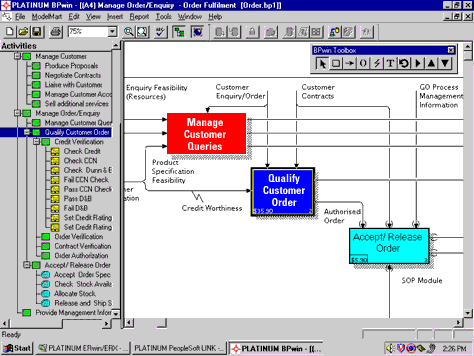 PLATINUM BPwin - [(A4) Manage Order/Enquiry - Order Fulfilment [Order.bp1]]
File ModelMart Edit View Insert Report Tools Window Help
75%
Activities
Manage Customer
Produce Proposals
Negotiate Contracts
Liaise with Customer
Manage Customer Acco
Sell additional services
Manage Order/Enquiry
Manage Customer Quer
Qualify Customer Order
Credit Verification
Check Credit
Check CCN
Check Dunn & E
Fail CCN Check
Pass CCN Check
Pass D&B
Fail D&B
Set Credit Rating
Set Credit Rating
Order Verification
Contract Verification
Order Authorization
Accept/ Release Order
Accept Order Spec
Check Stock Availa
Allocate Stock
Release and Ship S
Provide Management Infor
BPwin Toolbox
Enquiry Feasibility
(Resources)
Customer
Enquiry/Order
Customer
Contracts
GO Process
Management
Information
Manage
Customer
Queries
Product
Specification
Feasibility
Qualify
Customer
Order
Credit Worthiness
Authorised
Order
Accept/ Release
Order
SOP Module
Ready
Start
PLATINUM ERwin/ERX -
PLATINUM PeopleSoft LINK -
PLATINUM BPwin - [(...
2:26 PM